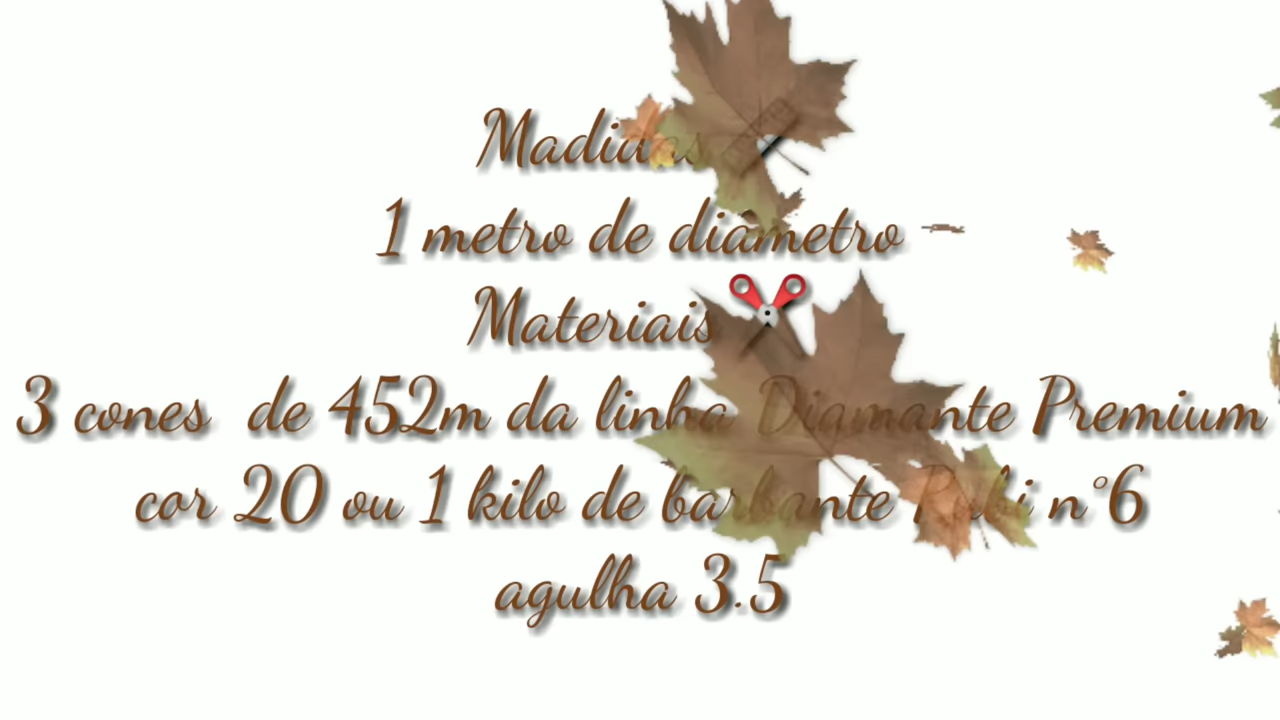 Madidas
1 metro de diâmetro
Materiais
3 cones de 452m da linha Diamante Premium
cor 20 ou 1 kilo de barbante n°6
agulha 3.5